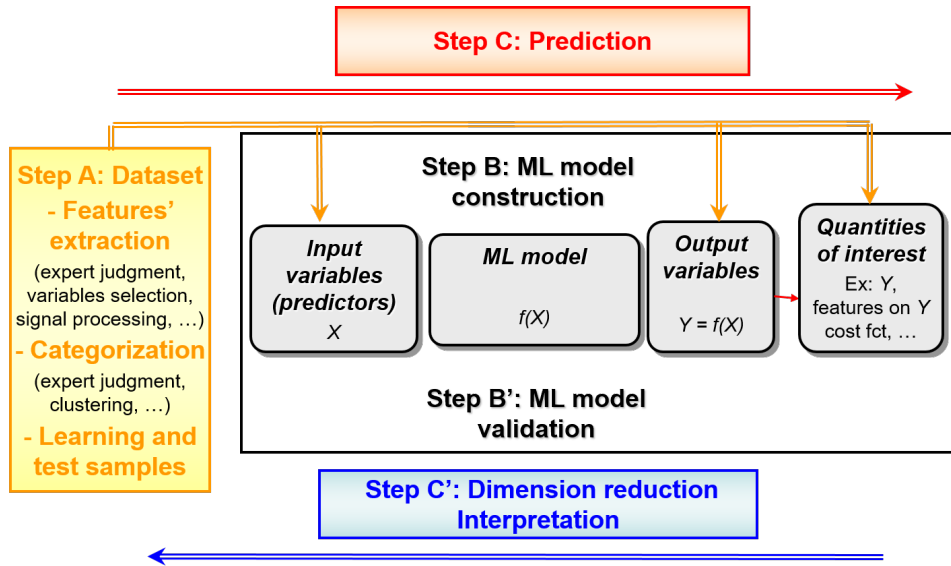 Step C: Prediction
Step A: Dataset
- Features’
extraction
(expert judgment,
variables selection,
signal processing, …)
- Categorization
(expert judgment,
clustering, …)
- Learning and
test samples
Step B: ML model
construction
Input
variables
(predictors)
X
ML model
f(X)
Output
variables
Y = f(X)
Quantities
of interest
Ex: Y,
features on Y
cost fct, …
Step B’: ML model
validation
Step C’: Dimension reduction
Interpretation